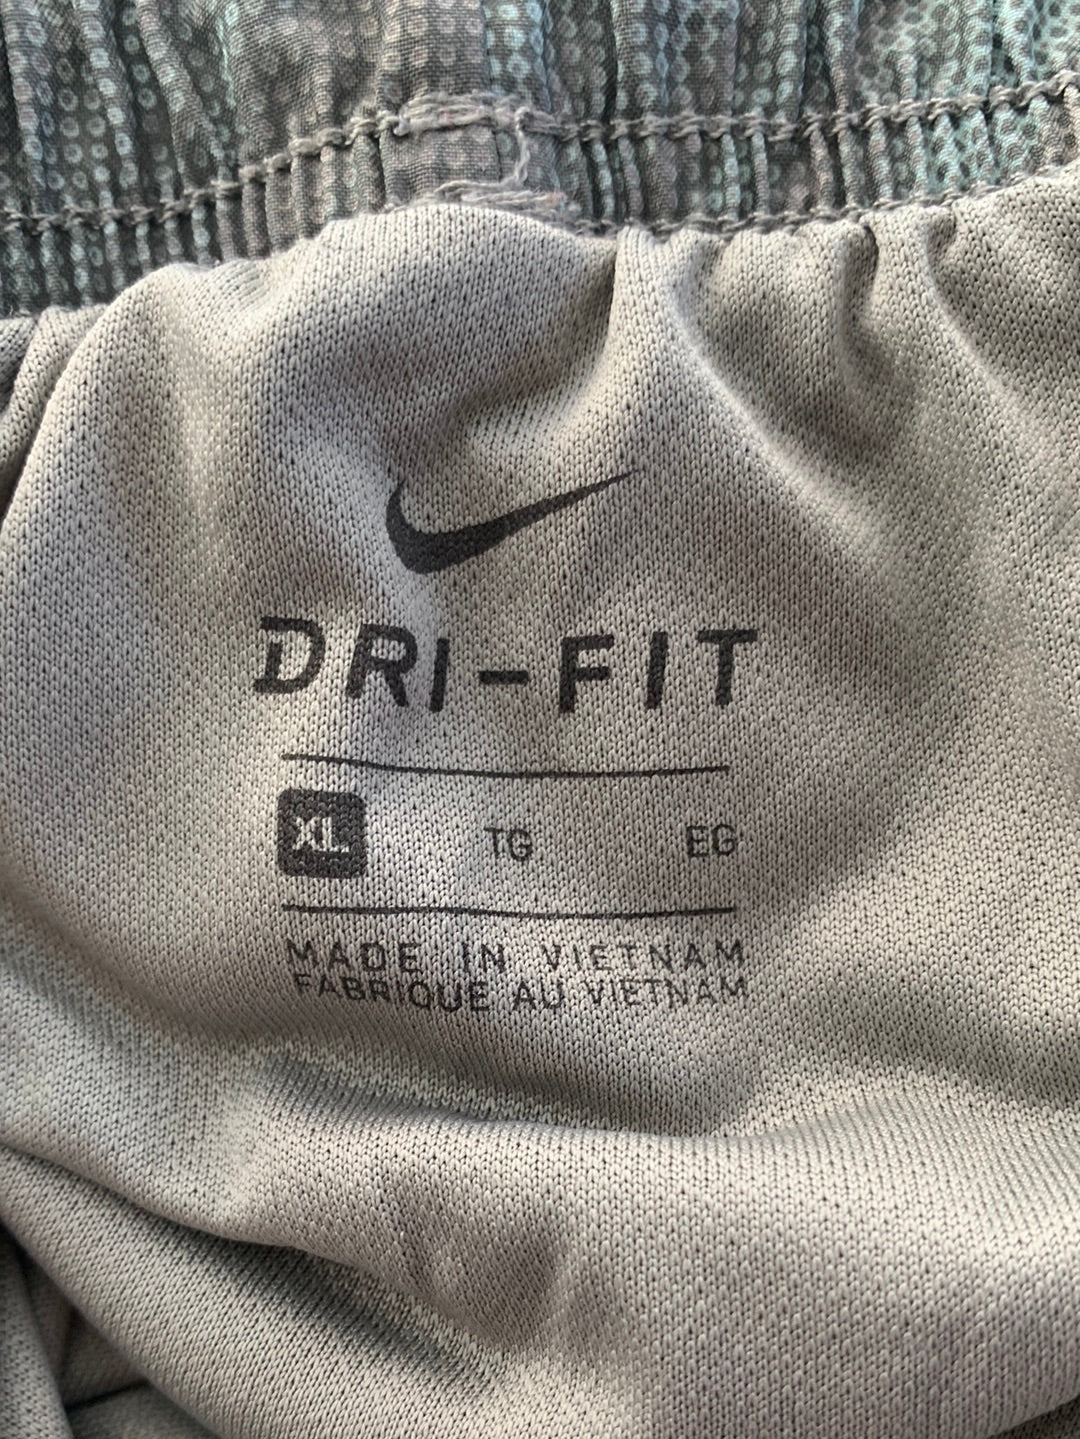 DRI-FIT
XL TG EG
MADE IN VIETNAM
FABRIQUE AU VIETNAM